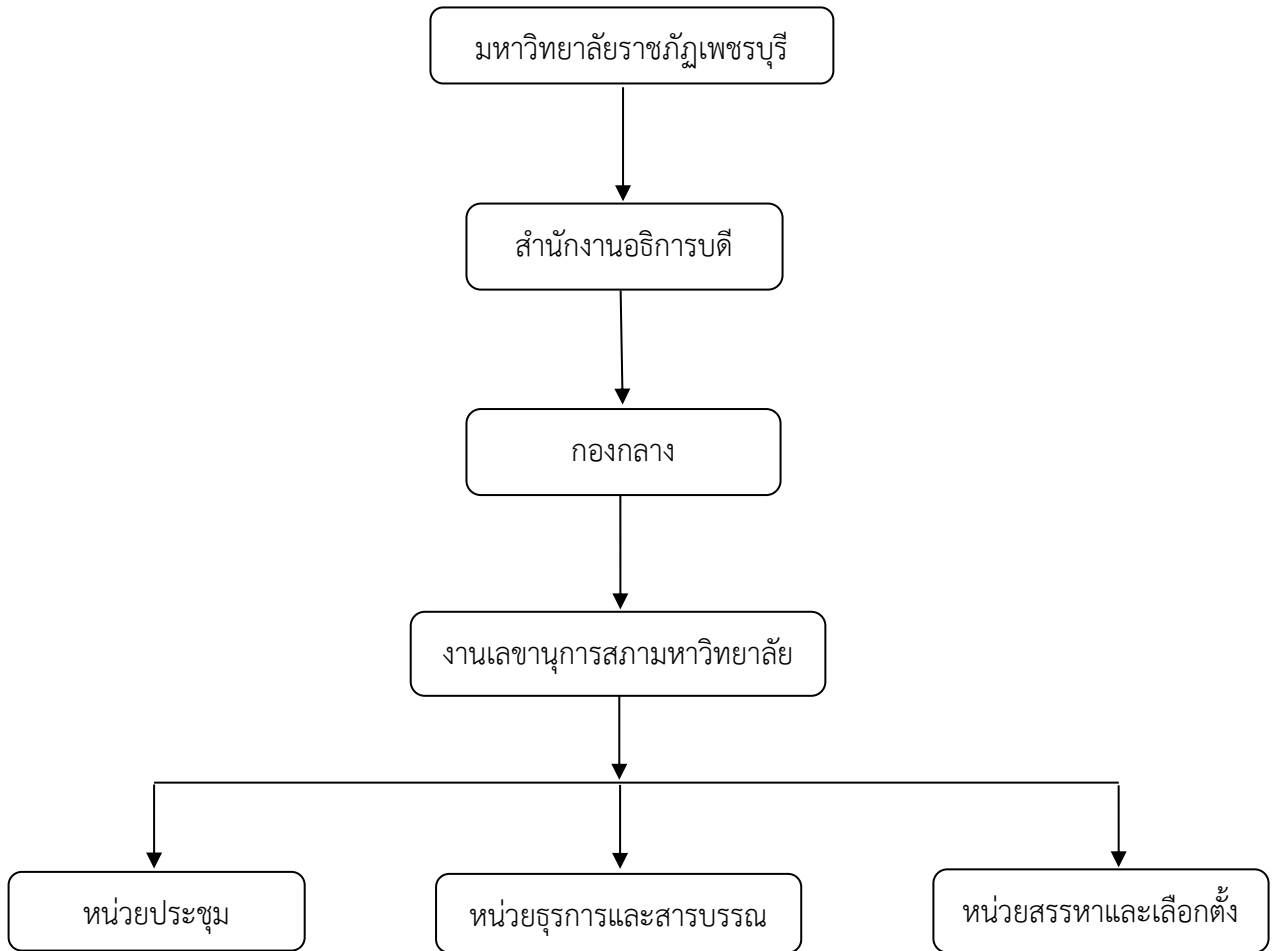 มหาวิทยาลัยราชภัฏเพชรบุรี
สำนักงานอธิการบดี
กองกลาง
งานเลขานุการสภามหาวิทยาลัย
หน่วยประชุม
หน่วยธุรการและสารบรรณ
หน่วยสรรหาและเลือกตั้ง